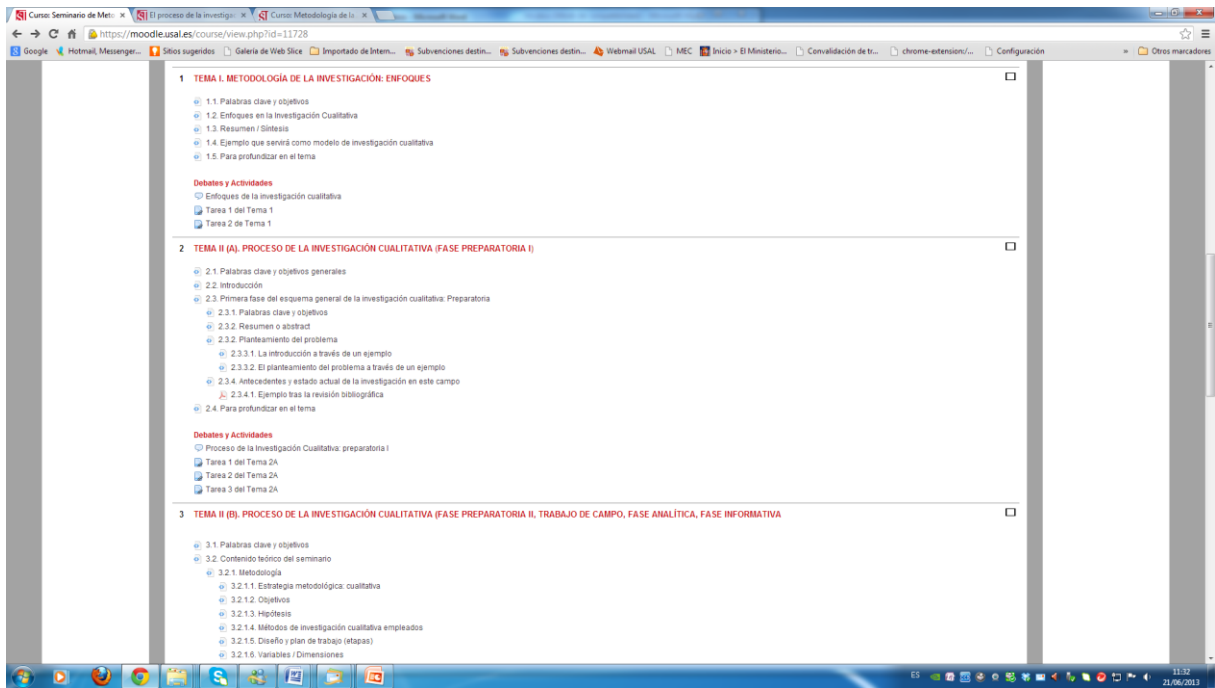 Curso: Seminario de Meto
El proceso de la investigac
Curso: Metodología de la
https://moodle.usal.es/course/view.php?id=11728
Google Hotmail, Messenger... Sitios sugeridos Galería de Web Slice Importado de Intern... Subvenciones destin... Subvenciones destin... Webmail USAL MEC Inicio > El Ministerio... Convalidación de tr... chrome-extension:/... Configuración » Otros marcadores
1 TEMA I. METODOLOGÍA DE LA INVESTIGACIÓN: ENFOQUES
1.1. Palabras clave y objetivos
1.2. Enfoques en la Investigación Cualitativa
1.3. Resumen / Síntesis
1.4. Ejemplo que servirá como modelo de investigación cualitativa
1.5. Para profundizar en el tema
Debates y Actividades
Enfoques de la investigación cualitativa
Tarea 1 del Tema 1
Tarea 2 de Tema 1
2 TEMA II (A). PROCESO DE LA INVESTIGACIÓN CUALITATIVA (FASE PREPARATORIA I)
2.1. Palabras clave y objetivos generales
2.2. Introducción
2.3. Primera fase del esquema general de la investigación cualitativa: Preparatoria
2.3.1. Palabras clave y objetivos
2.3.2. Resumen o abstract
2.3.2. Planteamiento del problema
2.3.3.1. La introducción a través de un ejemplo
2.3.3.2. El planteamiento del problema a través de un ejemplo
2.3.4. Antecedentes y estado actual de la investigación en este campo
2.3.4.1. Ejemplo tras la revisión bibliográfica
2.4. Para profundizar en el tema
Debates y Actividades
Proceso de la Investigación Cualitativa: preparatoria I
Tarea 1 del Tema 2A
Tarea 2 del Tema 2A
Tarea 3 del Tema 2A
3 TEMA II (B). PROCESO DE LA INVESTIGACIÓN CUALITATIVA (FASE PREPARATORIA II, TRABAJO DE CAMPO, FASE ANALÍTICA, FASE INFORMATIVA
3.1. Palabras clave y objetivos
3.2. Contenido teórico del seminario
3.2.1. Metodología
3.2.1.1. Estrategia metodológica: cualitativa
3.2.1.2. Objetivos
3.2.1.3. Hipótesis
3.2.1.4. Métodos de investigación cualitativa empleados
3.2.1.5. Diseño y plan de trabajo (etapas)
3.2.1.6. Variables / Dimensiones
ES 11:32
21/06/2013